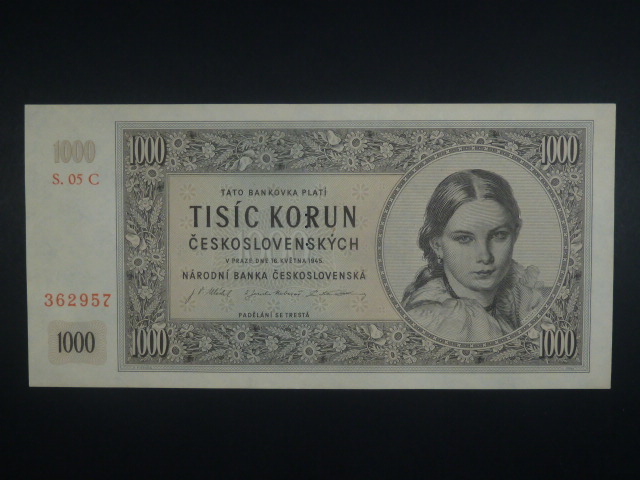 1000
S. 05 C
1000
1000
TATO BANKOVKA PLATÍ
TISÍC KORUN
ČESKOSLOVENSKÝCH
V PRAZE DNE 16. KVĚTNA 1945.
NÁRODNÍ BANKA ČESKOSLOVENSKÁ
362957
PADĚLÁNÍ SE TRESTÁ
1000
1000
1000